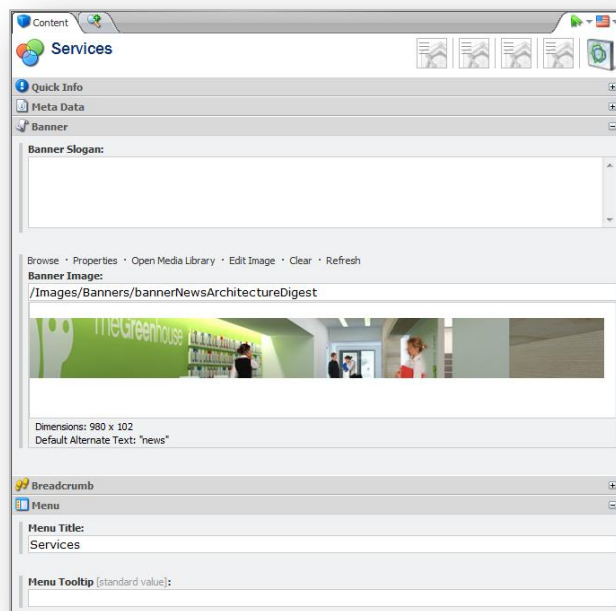 Content
Services
Quick Info
Meta Data
Banner
Banner Slogan:
Browse · Properties · Open Media Library · Edit Image · Clear · Refresh
Banner Image:
/Images/Banners/bannerNewsArchitectureDigest
TheGreenhouse
Dimensions: 980 x 102
Default Alternate Text: "news"
Breadcrumb
Menu
Menu Title:
Services
Menu Tooltip [standard value]: